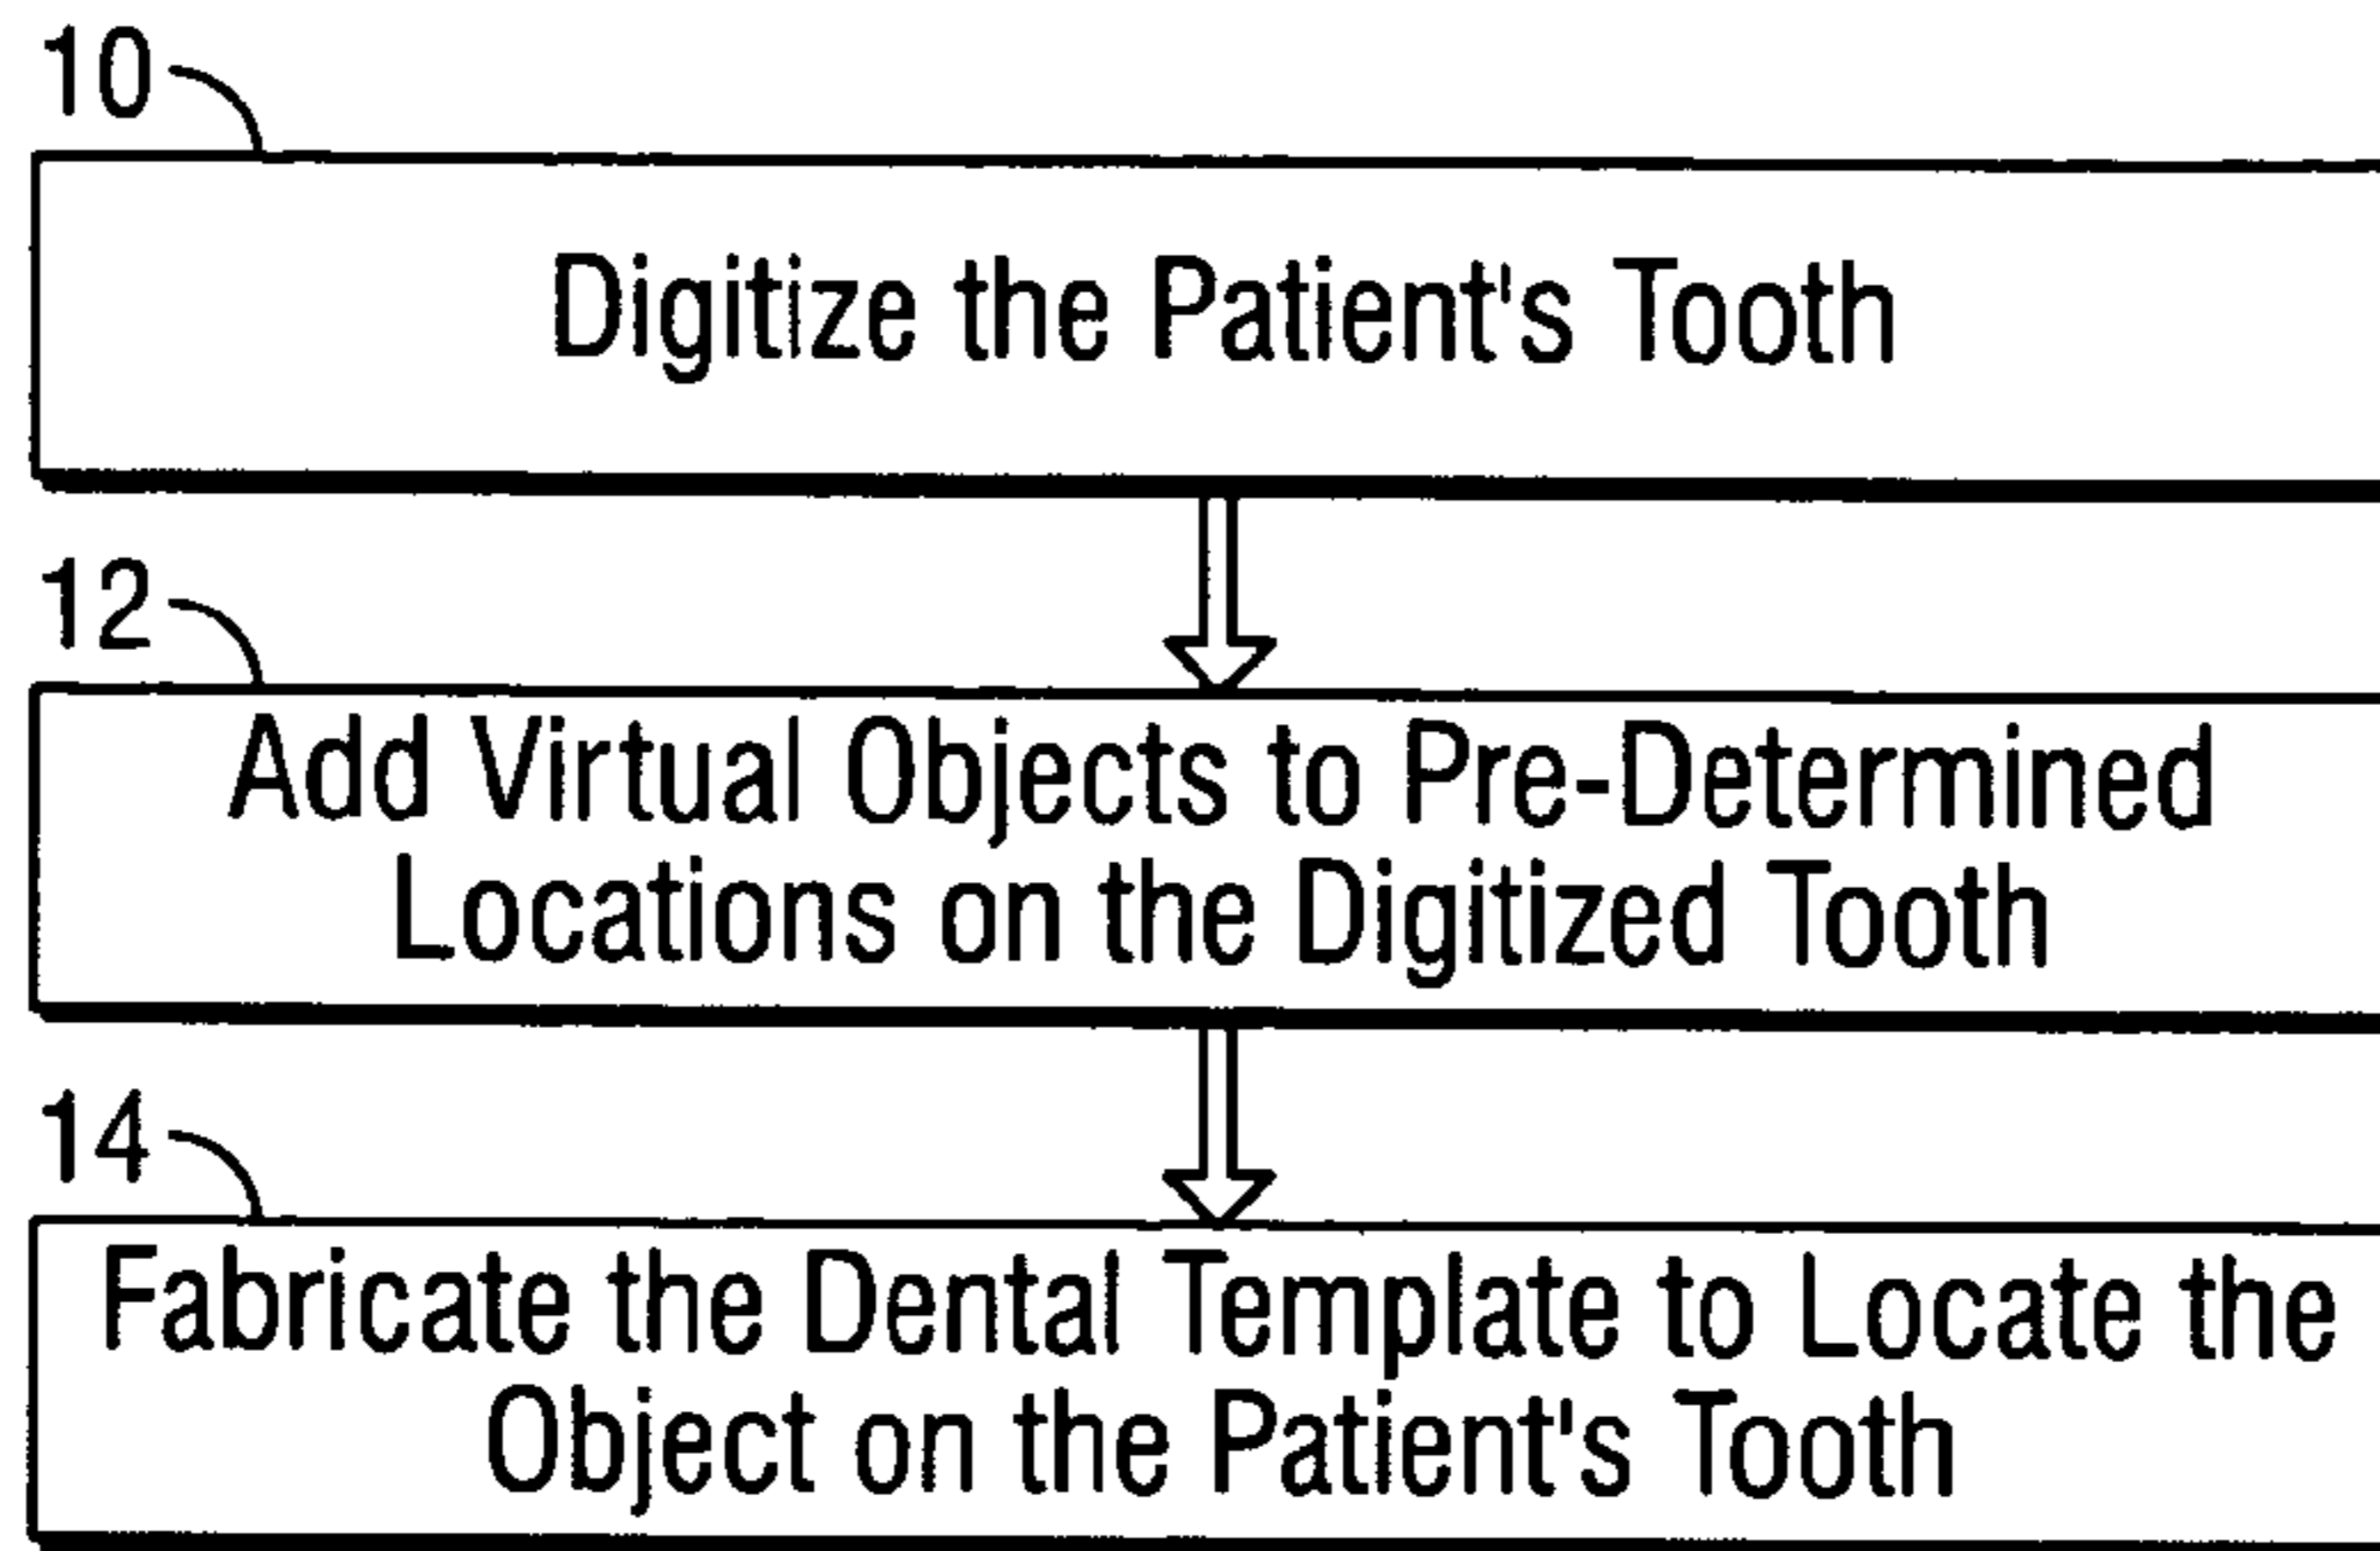 10
Digitize the Patient's Tooth
12
Add Virtual Objects to Pre-Determined
Locations on the Digitized Tooth
14
Fabricate the Dental Template to Locate the
Object on the Patient's Tooth